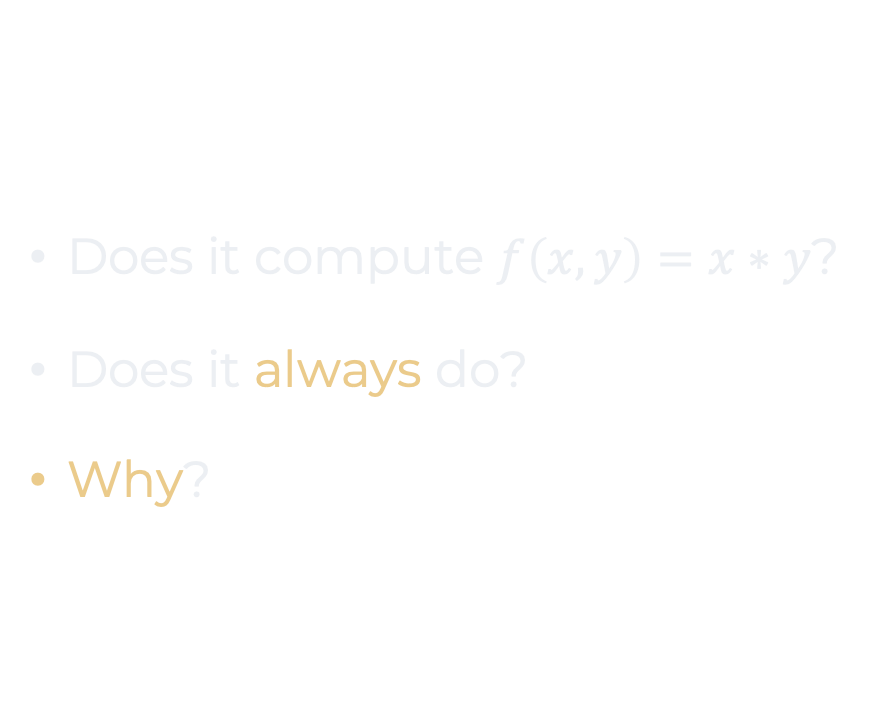 • Does it compute 𝑓(𝑥, 𝑦) = 𝑥 ∗ 𝑦?
• Does it always do?
• Why?